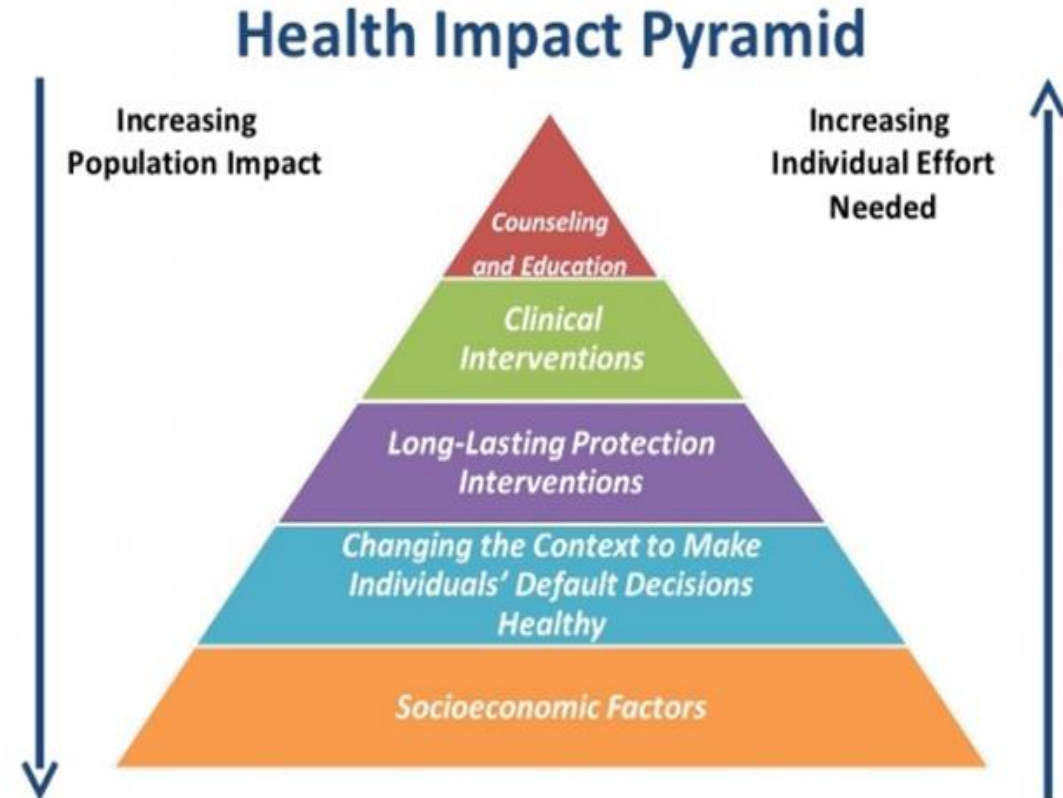 Health Impact Pyramid
Increasing
Population Impact
Increasing
Individual Effort
Needed
Counseling
and Education
Clinical
Interventions
Long-Lasting Protection
Interventions
Changing the Context to Make
Individuals’ Default Decisions
Healthy
Socioeconomic Factors